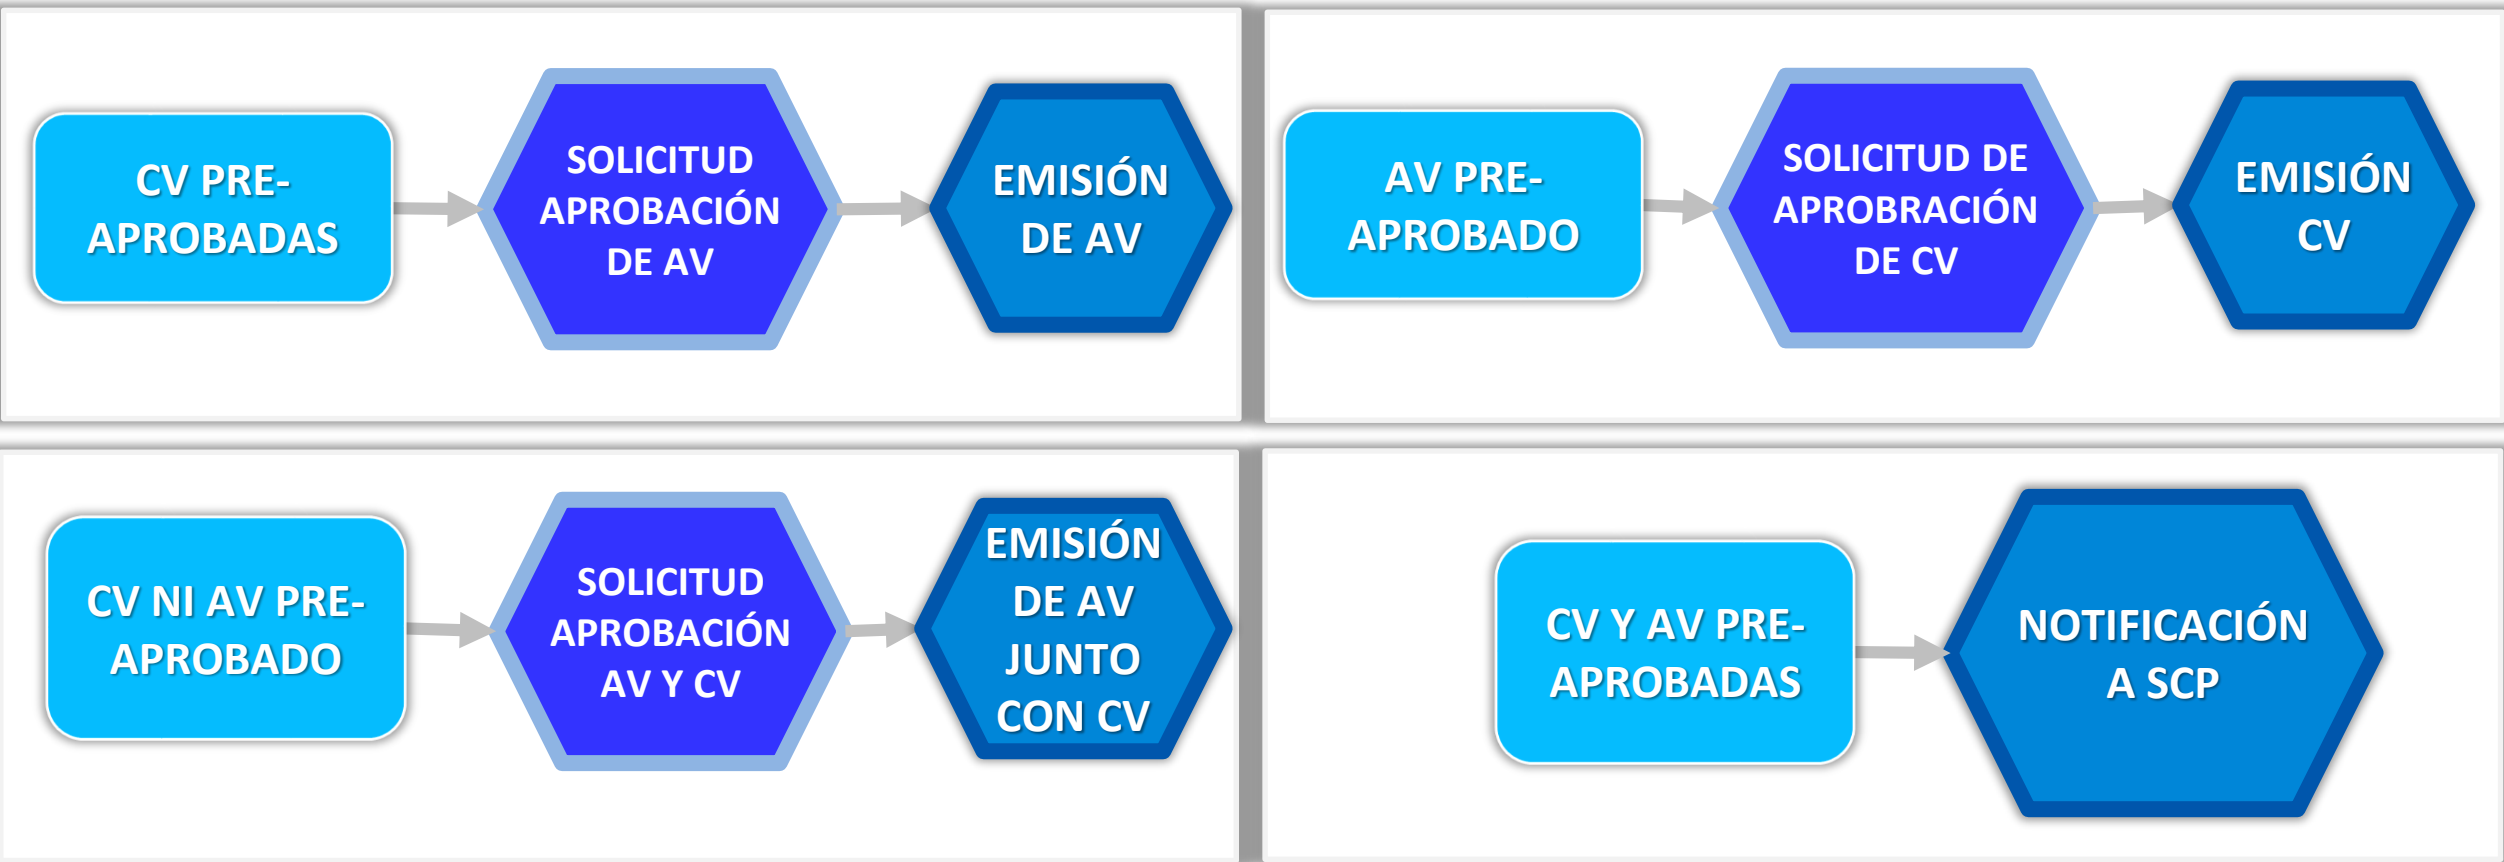 CV PRE-
APROBADAS
SOLICITUD
APROBACIÓN
DE AV
EMISIÓN
DE AV
AV PRE-
APROBADO
SOLICITUD DE
APROBRACIÓN
DE CV
EMISIÓN
CV
CV NI AV PRE-
APROBADO
SOLICITUD
APROBACIÓN
AV Y CV
EMISIÓN
DE AV
JUNTO
CON CV
CV Y AV PRE-
APROBADAS
NOTIFICACIÓN
A SCP